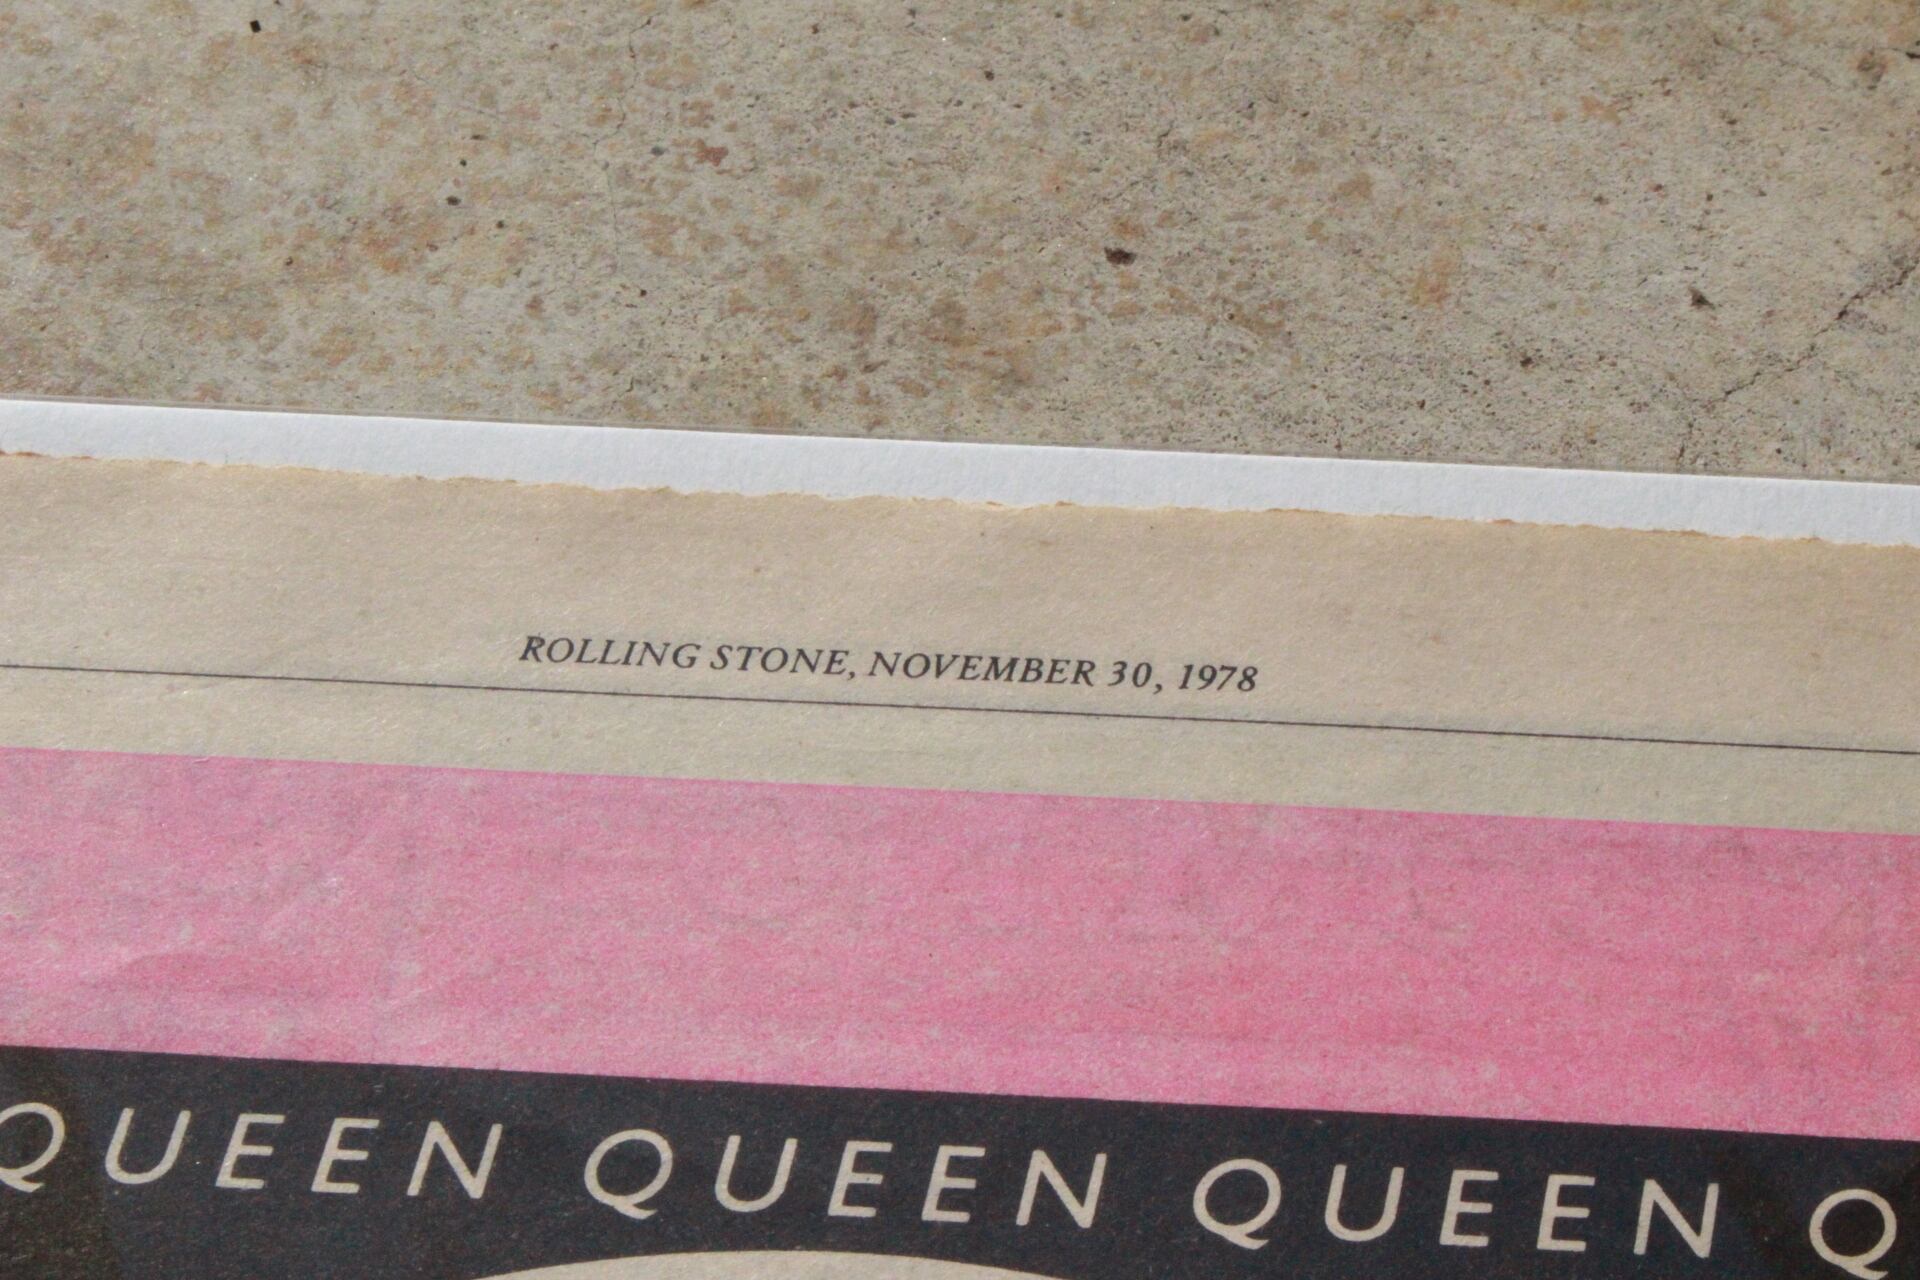 ROLLING STONE, NOVEMBER 30, 1978
QUEEN QUEEN QUEEN Q